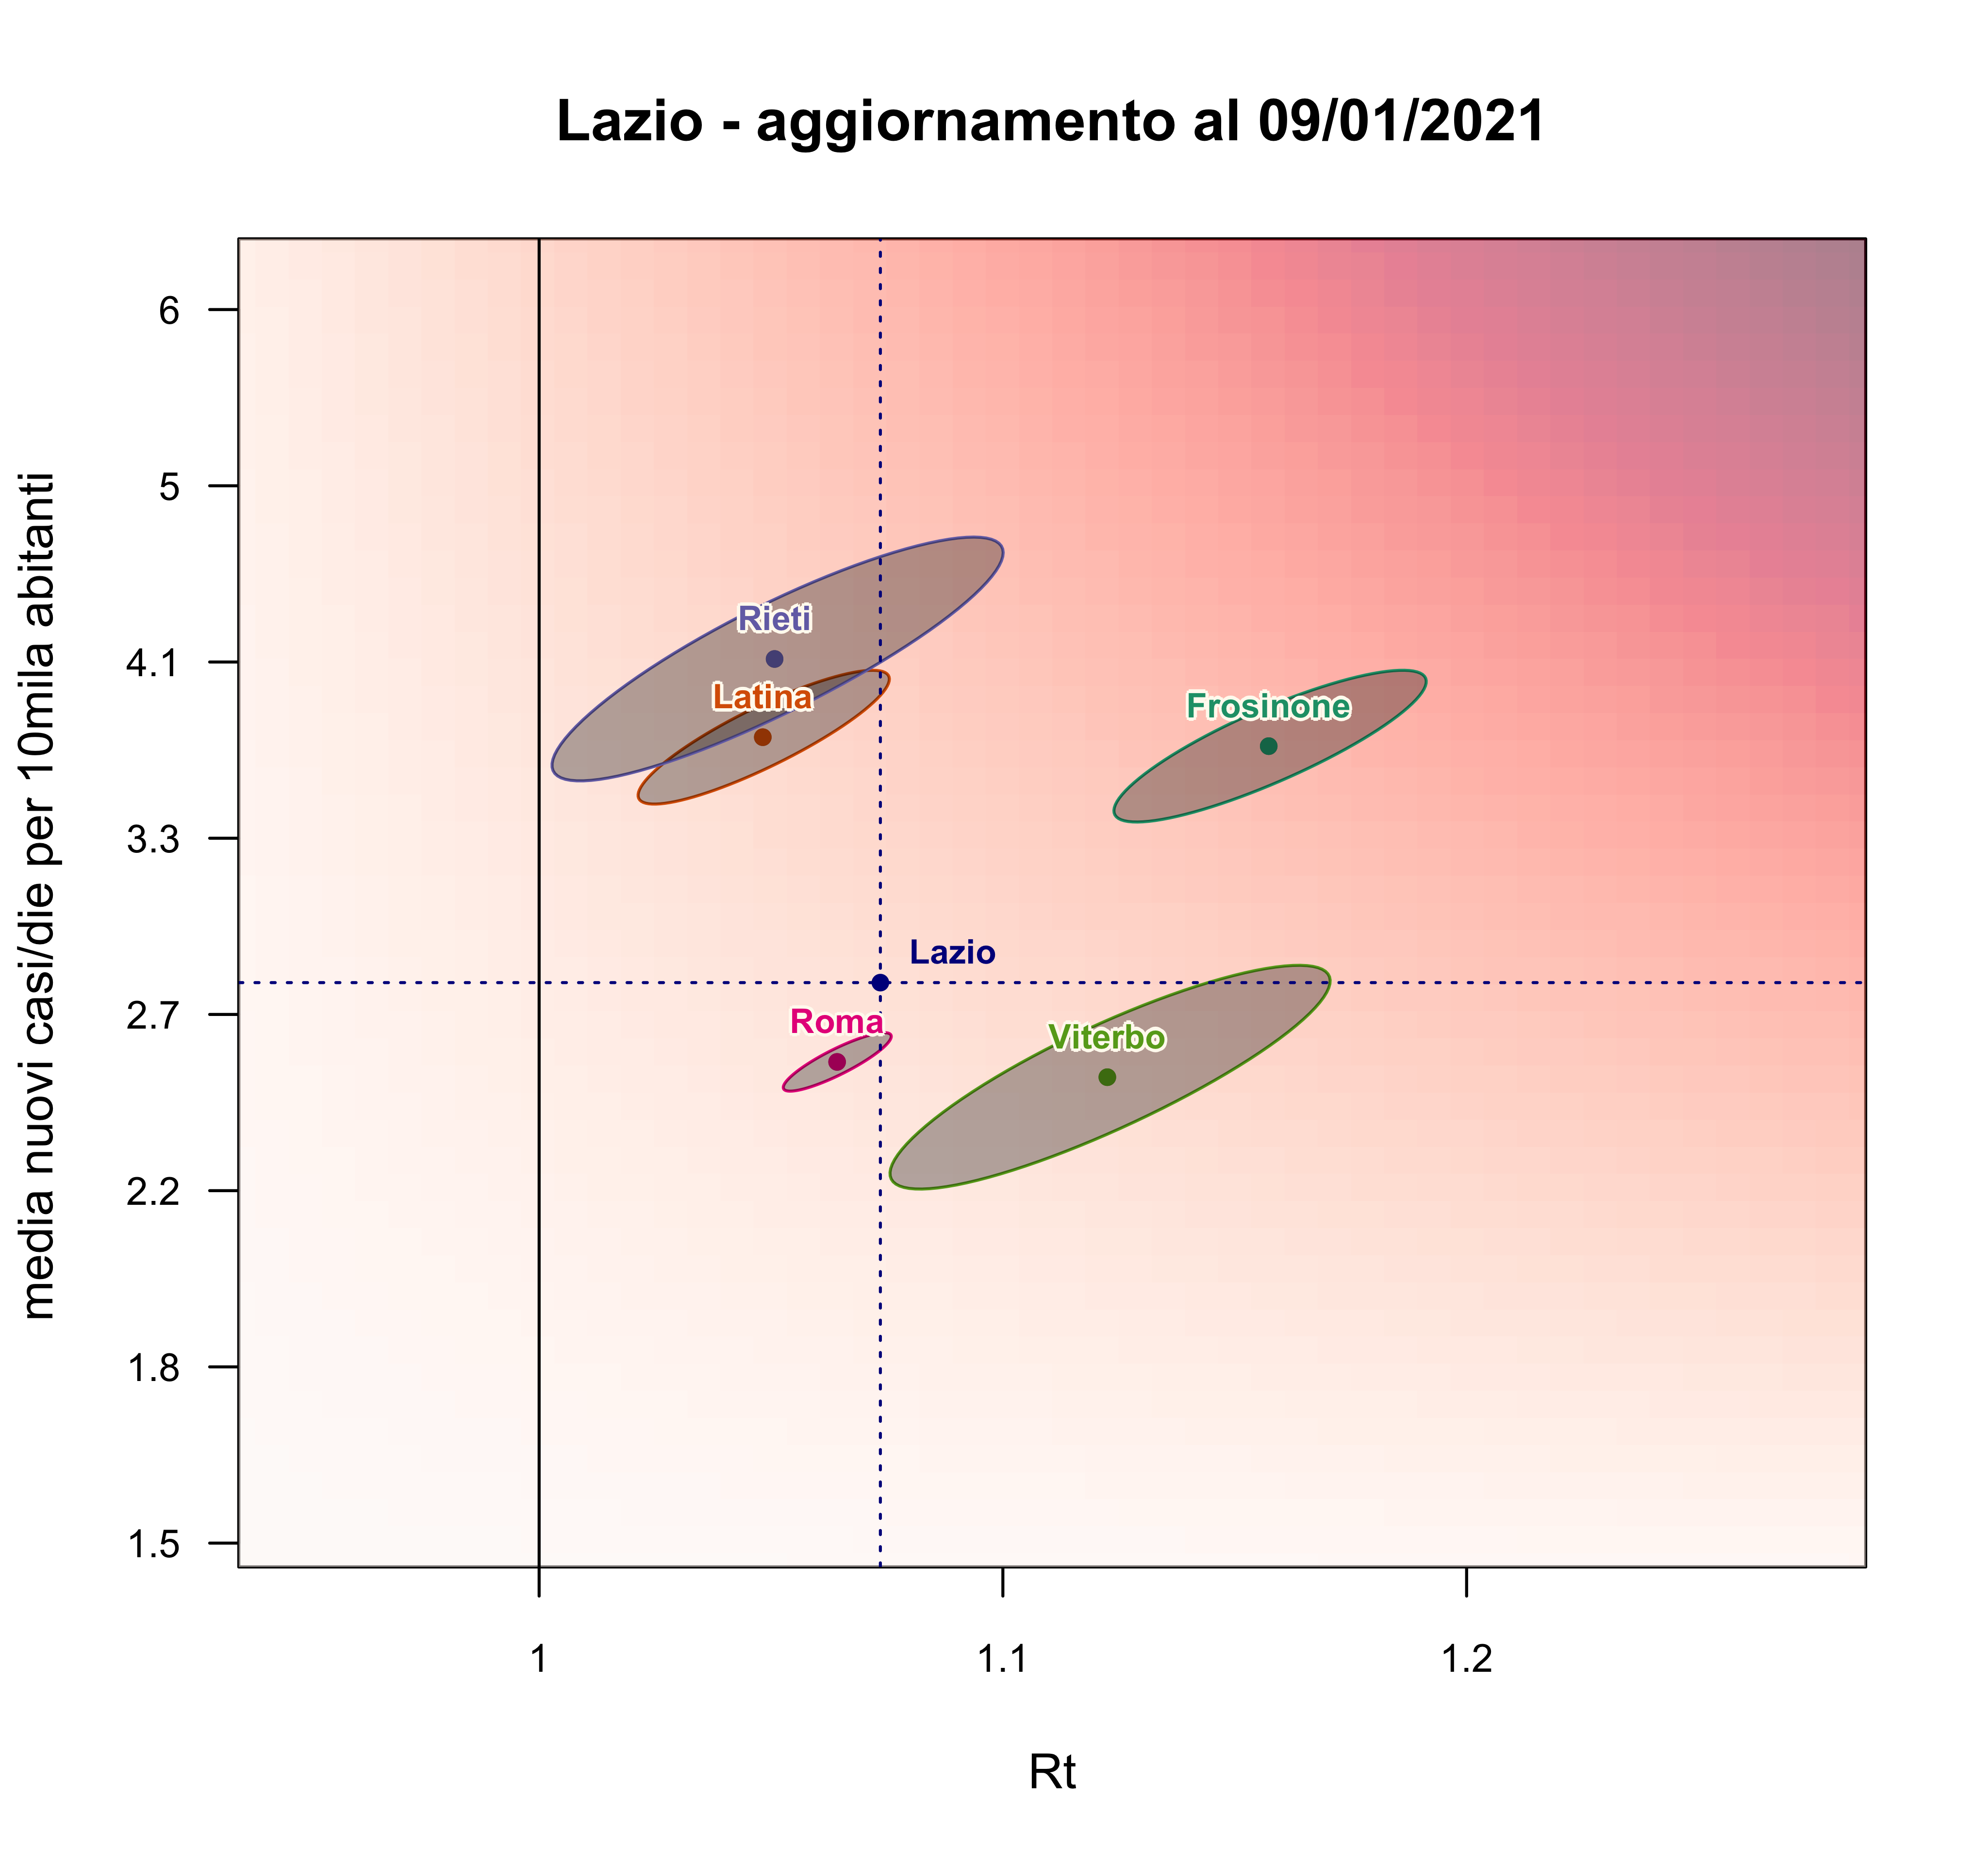 Lazio - aggiornamento al 09/01/2021
media nuovi casi/die per 10mila abitanti
6
5
4.1
3.3
2.7
2.2
1.8
1.5
Rieti
Latina
Frosinone
Lazio
Roma
Viterbo
1
1.1
1.2
Rt